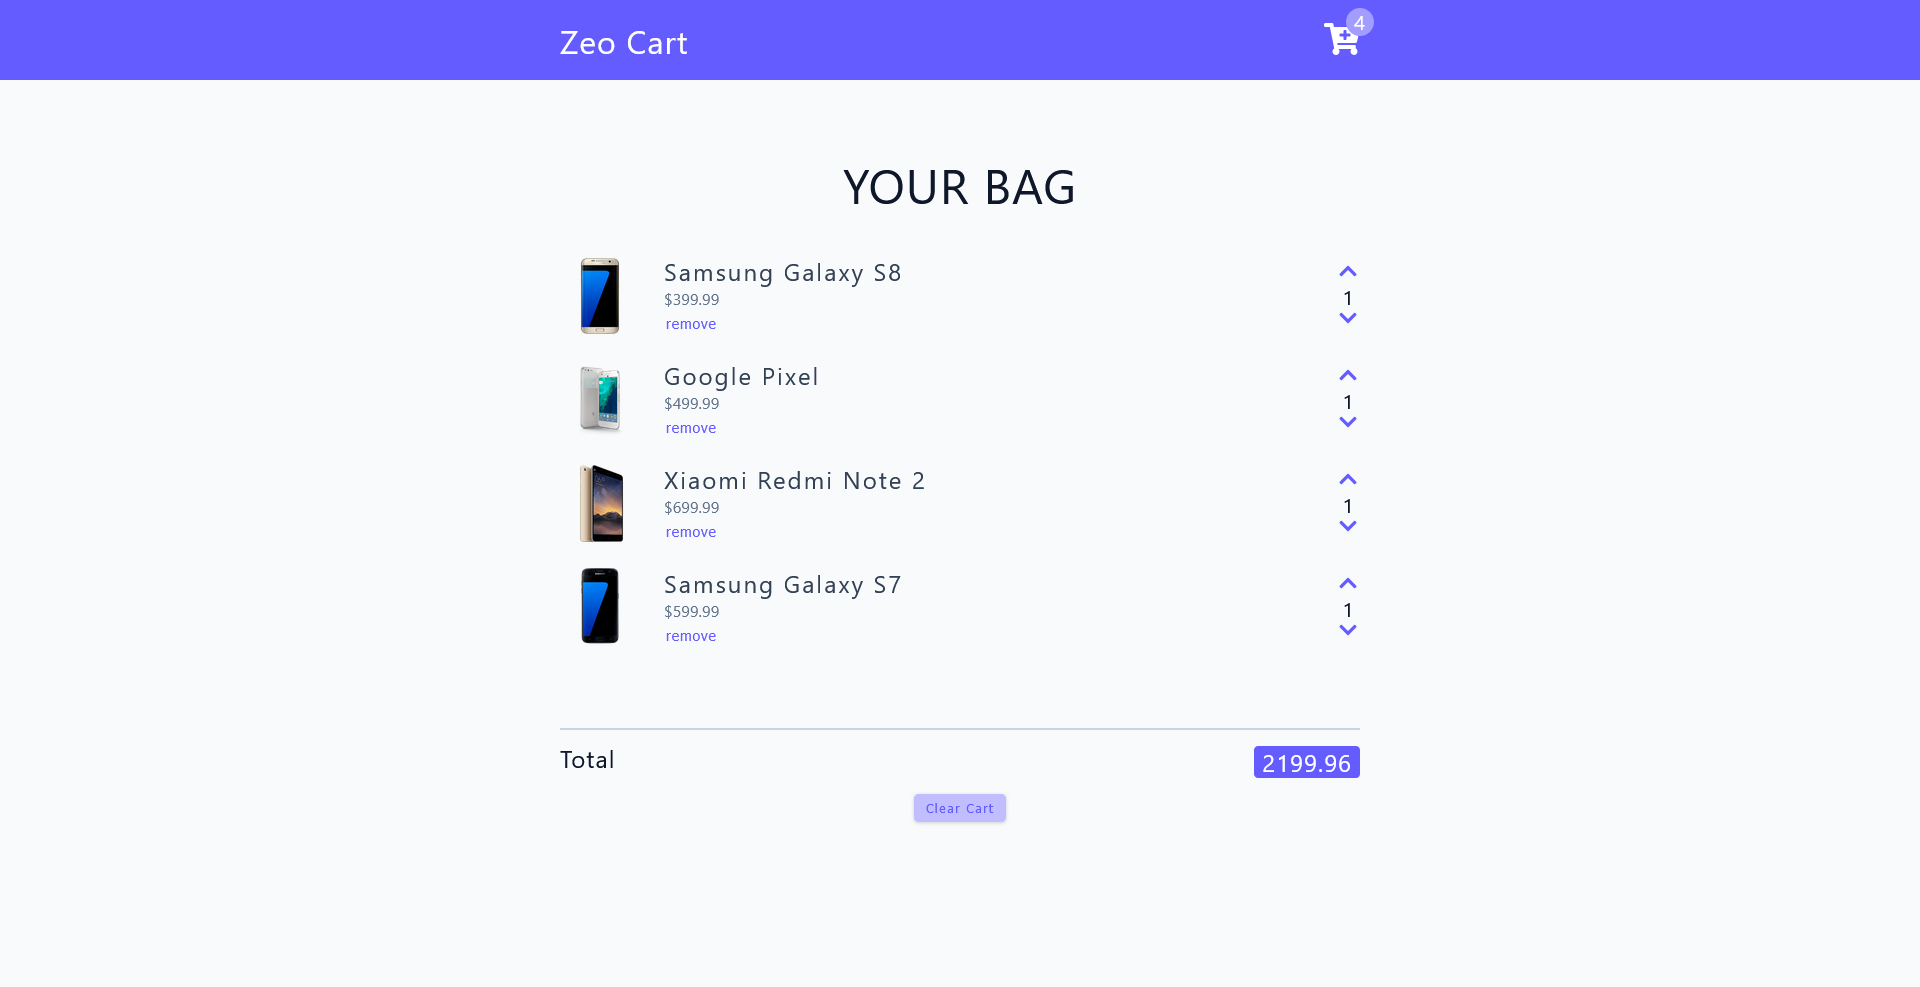 Zeo Cart
4
YOUR BAG
Samsung Galaxy S8
$399.99
remove
1
Google Pixel
$499.99
remove
1
Xiaomi Redmi Note 2
$699.99
remove
1
Samsung Galaxy S7
$599.99
remove
1
Total
2199.96
Clear Cart